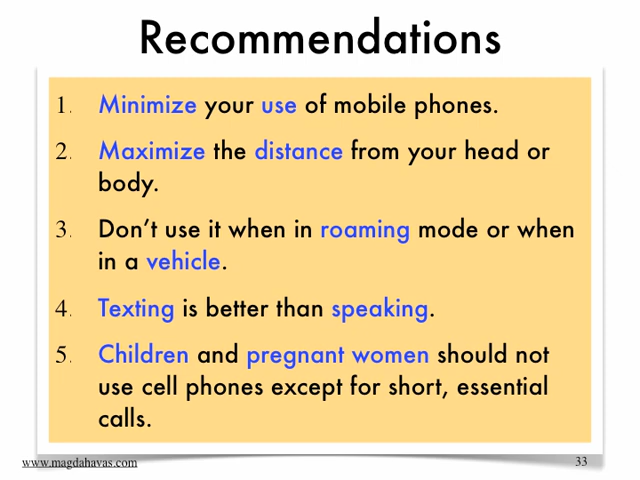 Recommendations
1. Minimize your use of mobile phones.
2. Maximize the distance from your head or
body.
3. Don’t use it when in roaming mode or when
in a vehicle.
4. Texting is better than speaking.
5. Children and pregnant women should not
use cell phones except for short, essential
calls.
www.magdahavas.com 33